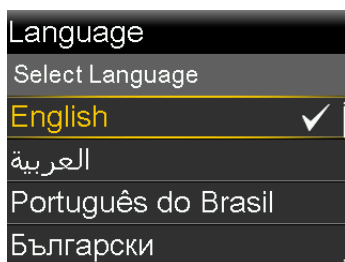 Language
Select Language
English
العربية
Português do Brasil
Български